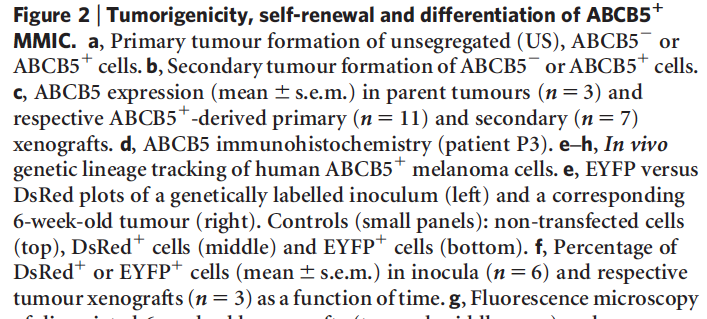 Figure 2 | Tumorigenicity, self-renewal and differentiation of ABCB5⁺
MMIC. a, Primary tumour formation of unsegregated (US), ABCB5⁻ or
ABCB5⁺ cells. b, Secondary tumour formation of ABCB5⁻ or ABCB5⁺ cells.
c, ABCB5 expression (mean ± s.e.m.) in parent tumours (n = 3) and
respective ABCB5⁺-derived primary (n = 11) and secondary (n = 7)
xenografts. d, ABCB5 immunohistochemistry (patient P3). e–h, In vivo
genetic lineage tracking of human ABCB5⁺ melanoma cells. e, EYFP versus
DsRed plots of a genetically labelled inoculum (left) and a corresponding
6-week-old tumour (right). Controls (small panels): non-transfected cells
(top), DsRed⁺ cells (middle) and EYFP⁺ cells (bottom). f, Percentage of
DsRed⁺ or EYFP⁺ cells (mean ± s.e.m.) in inocula (n = 6) and respective
tumour xenografts (n = 3) as a function of time. g, Fluorescence microscopy